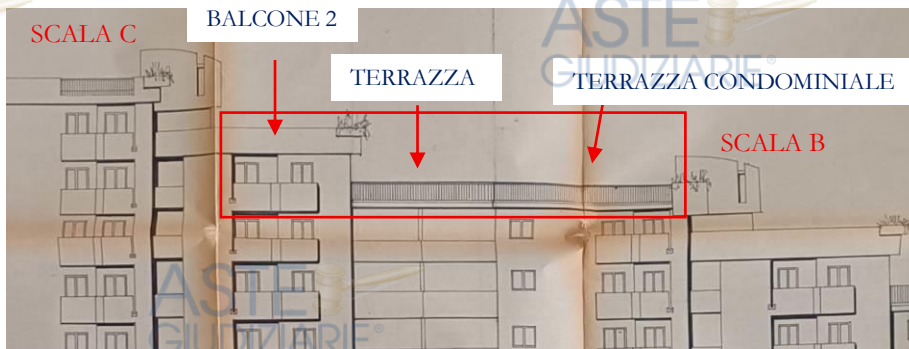 BALCONE 2
SCALA C
TERRAZZA
TERRAZZA CONDOMINIALE
SCALA B
ASTE
GIUDIZIARIE®
ASTE
GIUDIZIARIE®